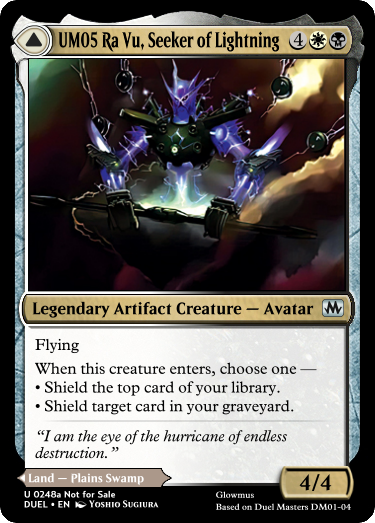 UM05 Ra Vu, Seeker of Lightning 4
Legendary Artifact Creature — Avatar
Flying
When this creature enters, choose one —
• Shield the top card of your library.
• Shield target card in your graveyard.
“I am the eye of the hurricane of endless
destruction.”
Land — Plains Swamp
4/4
U 0248a Not for Sale
DUEL • EN Yoshio Sugiura
Glowmus
Based on Duel Masters DM01-04